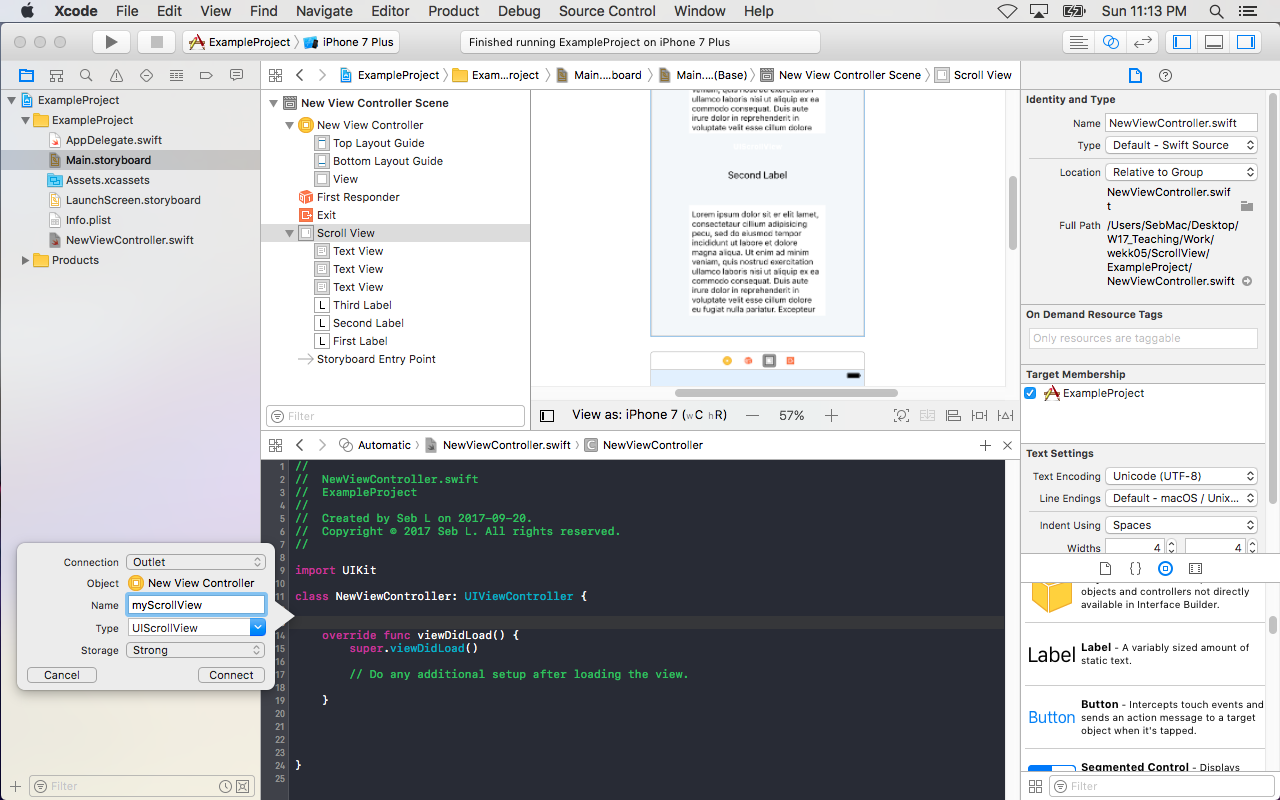 Xcode File Edit View Find Navigate Editor Product Debug Source Control Window Help Sun 11:13 PM
ExampleProject iPhone 7 Plus Finished running ExampleProject on iPhone 7 Plus
ExampleProject
ExampleProject
AppDelegate.swift
Main.storyboard
Assets.xcassets
LaunchScreen.storyboard
Info.plist
NewViewController.swift
Products
Filter
ExampleProject Exam...roject Main....board Main....(Base) New View Controller Scene Scroll View
New View Controller Scene
New View Controller
Top Layout Guide
Bottom Layout Guide
View
First Responder
Exit
Scroll View
Text View
Text View
Text View
L Third Label
L Second Label
L First Label
Storyboard Entry Point
Filter
ullamco laboris nisi ut aliquip ex ea
commodo consequat. Duis aute
irure dolor in reprehenderit in
voluptate velit esse cillum dolore
Second Label
Lorem ipsum dolor sit er elit lamet,
consectetaur cillium adipisicing
pecu, sed do eiusmod tempor
incididunt ut labore et dolore
magna aliqua. Ut enim ad minim
veniam, quis nostrud exercitation
ullamco laboris nisi ut aliquip ex ea
commodo consequat. Duis aute
irure dolor in reprehenderit in
voluptate velit esse cillum dolore
eu fugiat nulla pariatur. Excepteur
View as: iPhone 7 (wC hR) — 57% +
Automatic NewViewController.swift C NewViewController
1 //
2 //  NewViewController.swift
3 //  ExampleProject
4 //
5 //  Created by Seb L on 2017-09-20.
6 //  Copyright © 2017 Seb L. All rights reserved.
7 //
8
9 import UIKit
10
11 class NewViewController: UIViewController {
14 override func viewDidLoad() {
15 super.viewDidLoad()
16
17 // Do any additional setup after loading the view.
18
19 }
20
21
22
23
24 }
25
Connection Outlet
Object New View Controller
Name myScrollView
Type UIScrollView
Storage Strong
Cancel Connect
Identity and Type
Name NewViewController.swift
Type Default - Swift Source
Location Relative to Group
NewViewController.swif
t
Full Path /Users/SebMac/Desktop/
W17_Teaching/Work/
wekk05/ScrollView/
ExampleProject/
NewViewController.swift
On Demand Resource Tags
Only resources are taggable
Target Membership
ExampleProject
Text Settings
Text Encoding Unicode (UTF-8)
Line Endings Default - macOS / Unix...
Indent Using Spaces
Widths 4 4
{ }
objects and controllers not directly
available in Interface Builder.
Label Label - A variably sized amount of
static text.
Button Button - Intercepts touch events and
sends an action message to a target
object when it's tapped.
Segmented Control - Displays
Filter